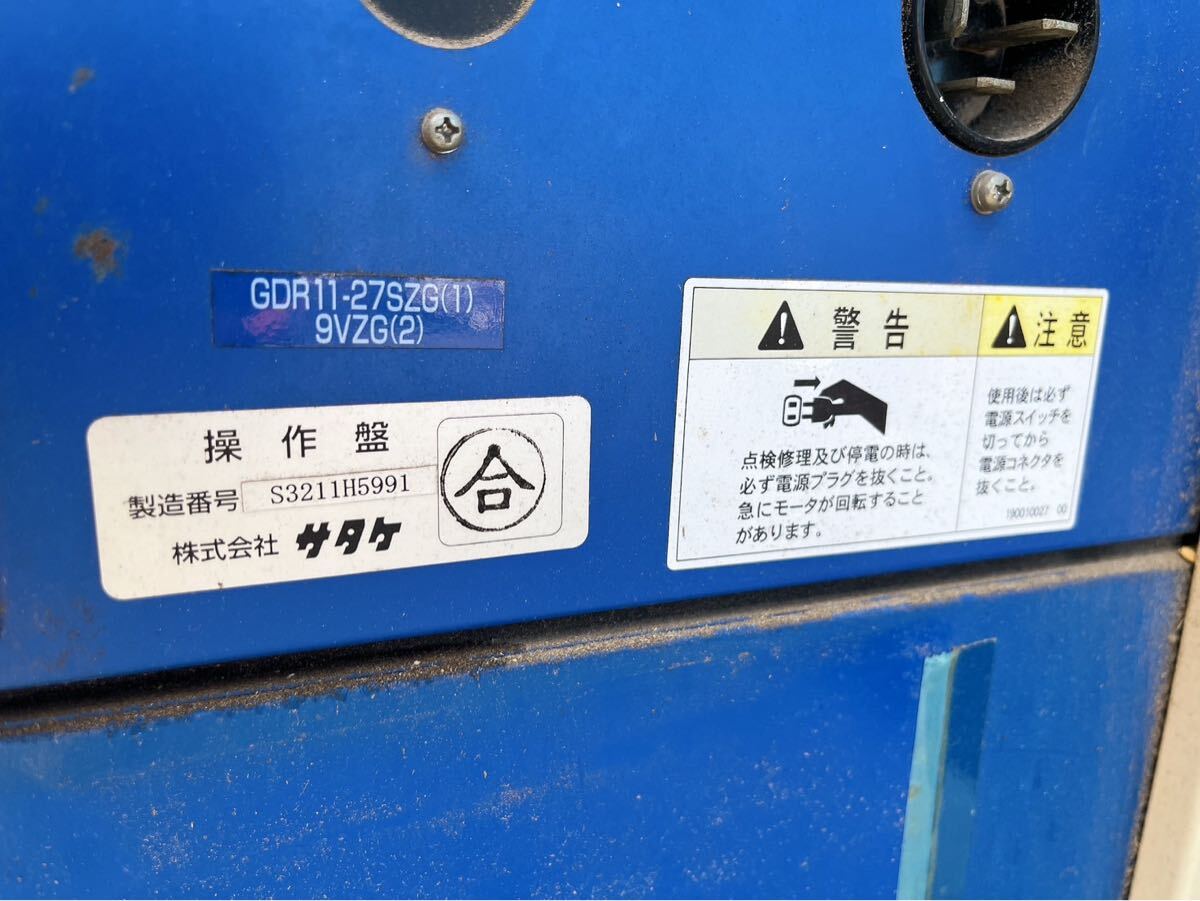 GDR11-27SZG(1)
9VZG(2)
操作盤
製造番号 S3211H5991
合
株式会社 サタケ
警告
点検修理及び停電の時は、
必ず電源プラグを抜くこと。
急にモータが回転すること
があります。
注意
使用後は必ず
電源スイッチを
切ってから
電源コネクタを
抜くこと。
190010027 00